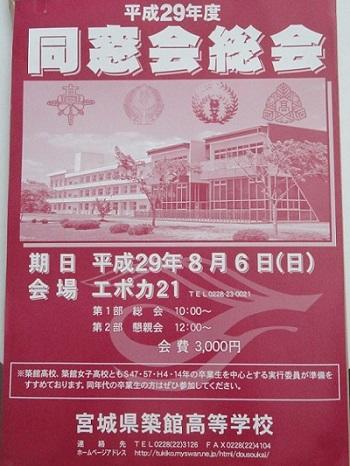 平成29年度
同窓会総会
期日 平成29年8月6日(日)
会場 エポカ21 TEL0228-23-0021
第1部 総会 10:00〜
第2部 懇親会 12:00〜
会費 3,000円
※築館高校、築館女子高校ともS47・57・H4・14年の卒業生を中心とする実行委員が準備を
すすめております。同年代の卒業生の方はぜひ参加してください。
宮城県築館高等学校
連絡先 TEL0228(22)3126 FAX0228(22)4104
ホームページアドレス http://tukiko.myswan.ne.jp/html/dousoukai/